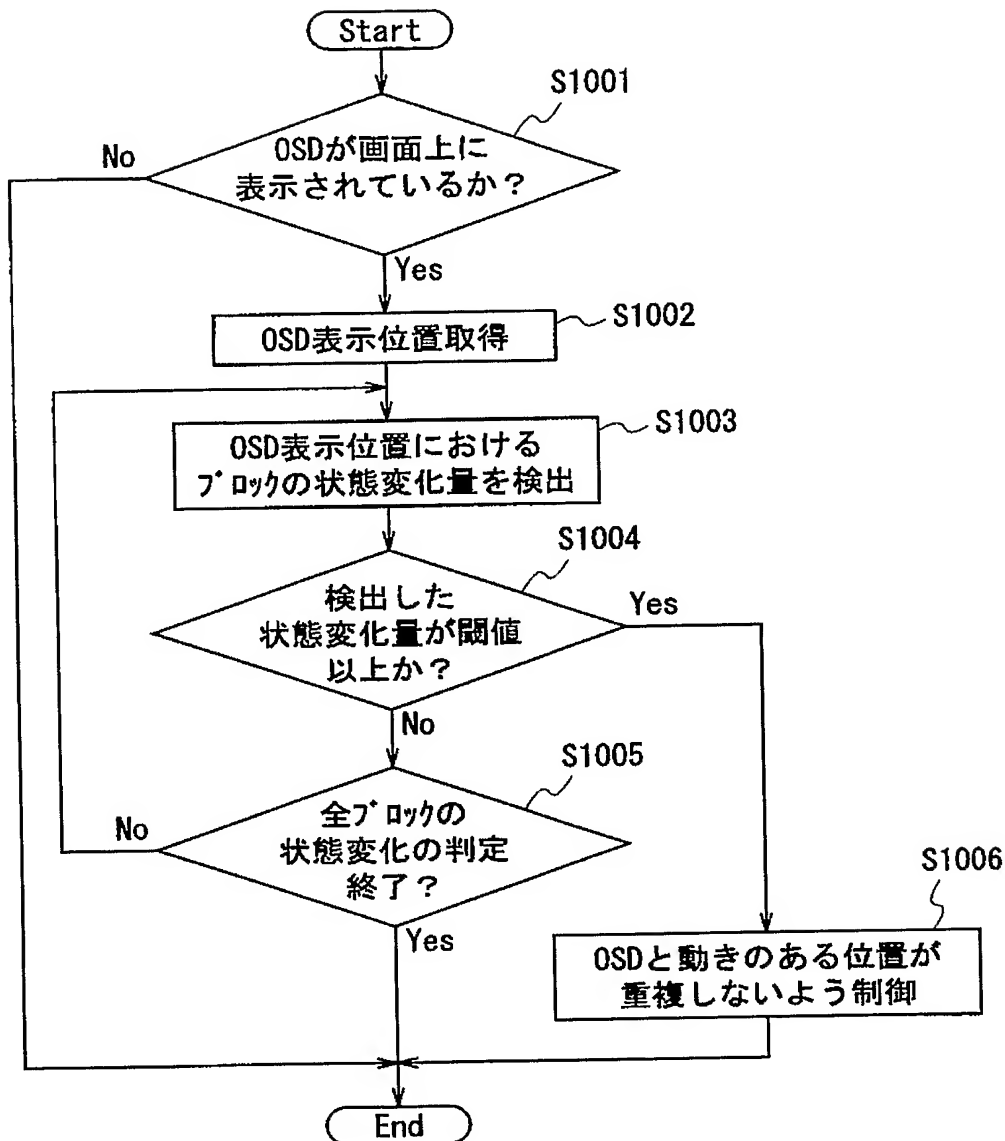 Start
S1001
No
OSDが画面上に
表示されているか？
Yes
S1002
OSD表示位置取得
S1003
OSD表示位置における
ブロックの状態変化量を検出
S1004
検出した
状態変化量が閾値
以上か？
Yes
No
S1005
No
全ブロックの
状態変化の判定
終了？
Yes
S1006
OSDと動きのある位置が
重複しないよう制御
End